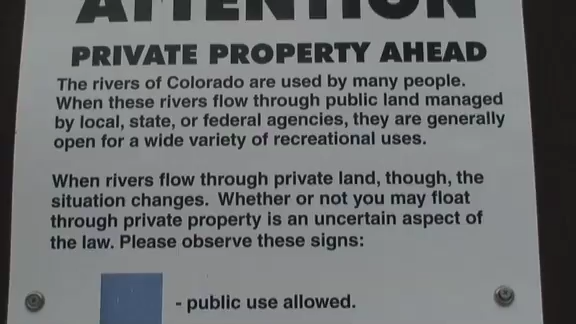 ATTENTION
PRIVATE PROPERTY AHEAD
The rivers of Colorado are used by many people.
When these rivers flow through public land managed
by local, state, or federal agencies, they are generally
open for a wide variety of recreational uses.
When rivers flow through private land, though, the
situation changes. Whether or not you may float
through private property is an uncertain aspect of
the law. Please observe these signs:
- public use allowed.